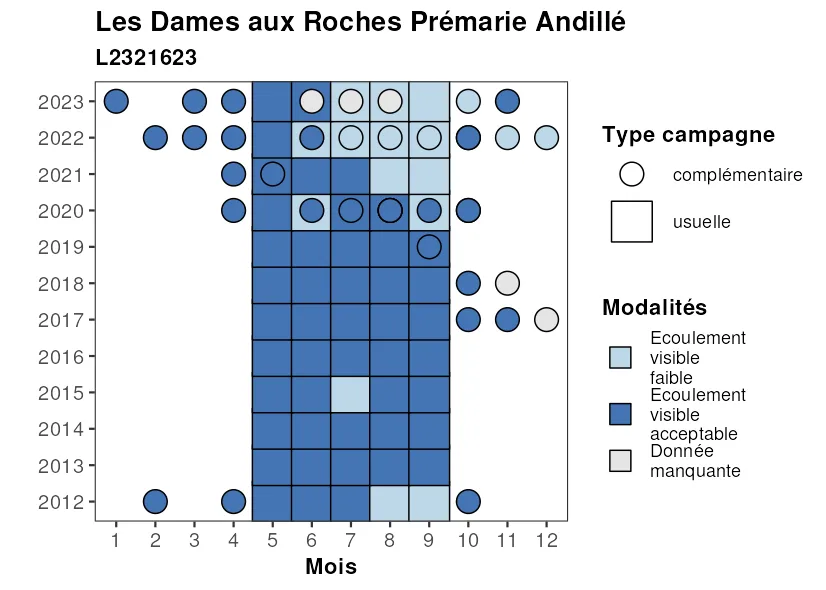 Les Dames aux Roches Prémarie Andillé
L2321623
2023
2022
2021
2020
2019
2018
2017
2016
2015
2014
2013
2012
1 2 3 4 5 6 7 8 9 10 11 12
Mois
Type campagne
complémentaire
usuelle
Modalités
Ecoulement
visible
faible
Ecoulement
visible
acceptable
Donnée
manquante